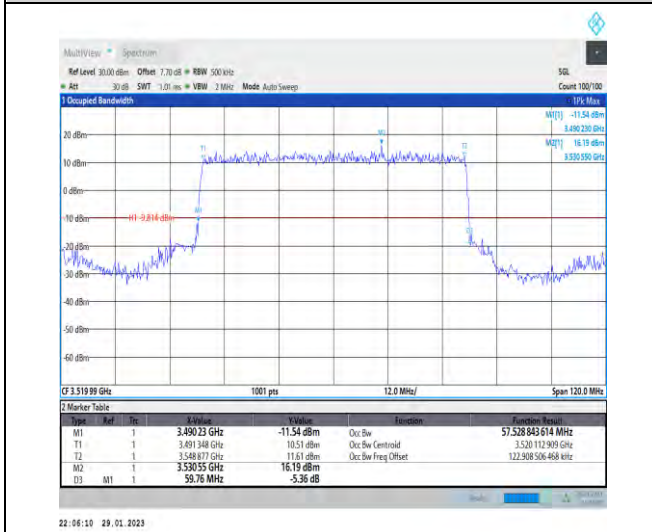 MultiView Spectrum
Ref Level 30.00 dBm Offset 7.70 dB RBW 500 kHz SGL
Att 30 dB SWT 1.01 ms VBW 2 MHz Mode Auto Sweep Count 100/100
1 Occupied Bandwidth 1Pk Max
M1[1] -11.54 dBm
3.490 230 GHz
M2[1] 16.19 dBm
3.530 550 GHz
20 dBm
T1
T2
M2
10 dBm
0 dBm
M1
-10 dBm
H1 -9.814 dBm
D3
-20 dBm
-30 dBm
-40 dBm
-50 dBm
-60 dBm
CF 3.519 99 GHz 1001 pts 12.0 MHz/ Span 120.0 MHz
2 Marker Table
Type Ref Trc X-Value Y-Value Function Function Result
M1 1 3.490 23 GHz -11.54 dBm Occ Bw 57.528 843 614 MHz
T1 1 3.491 348 GHz 10.51 dBm Occ Bw Centroid 3.520 112 909 GHz
T2 1 3.548 877 GHz 11.61 dBm Occ Bw Freq Offset 122.908 506 468 kHz
M2 1 3.530 55 GHz 16.19 dBm
D3 M1 1 59.76 MHz -5.36 dB
22:06:10 29.01.2023